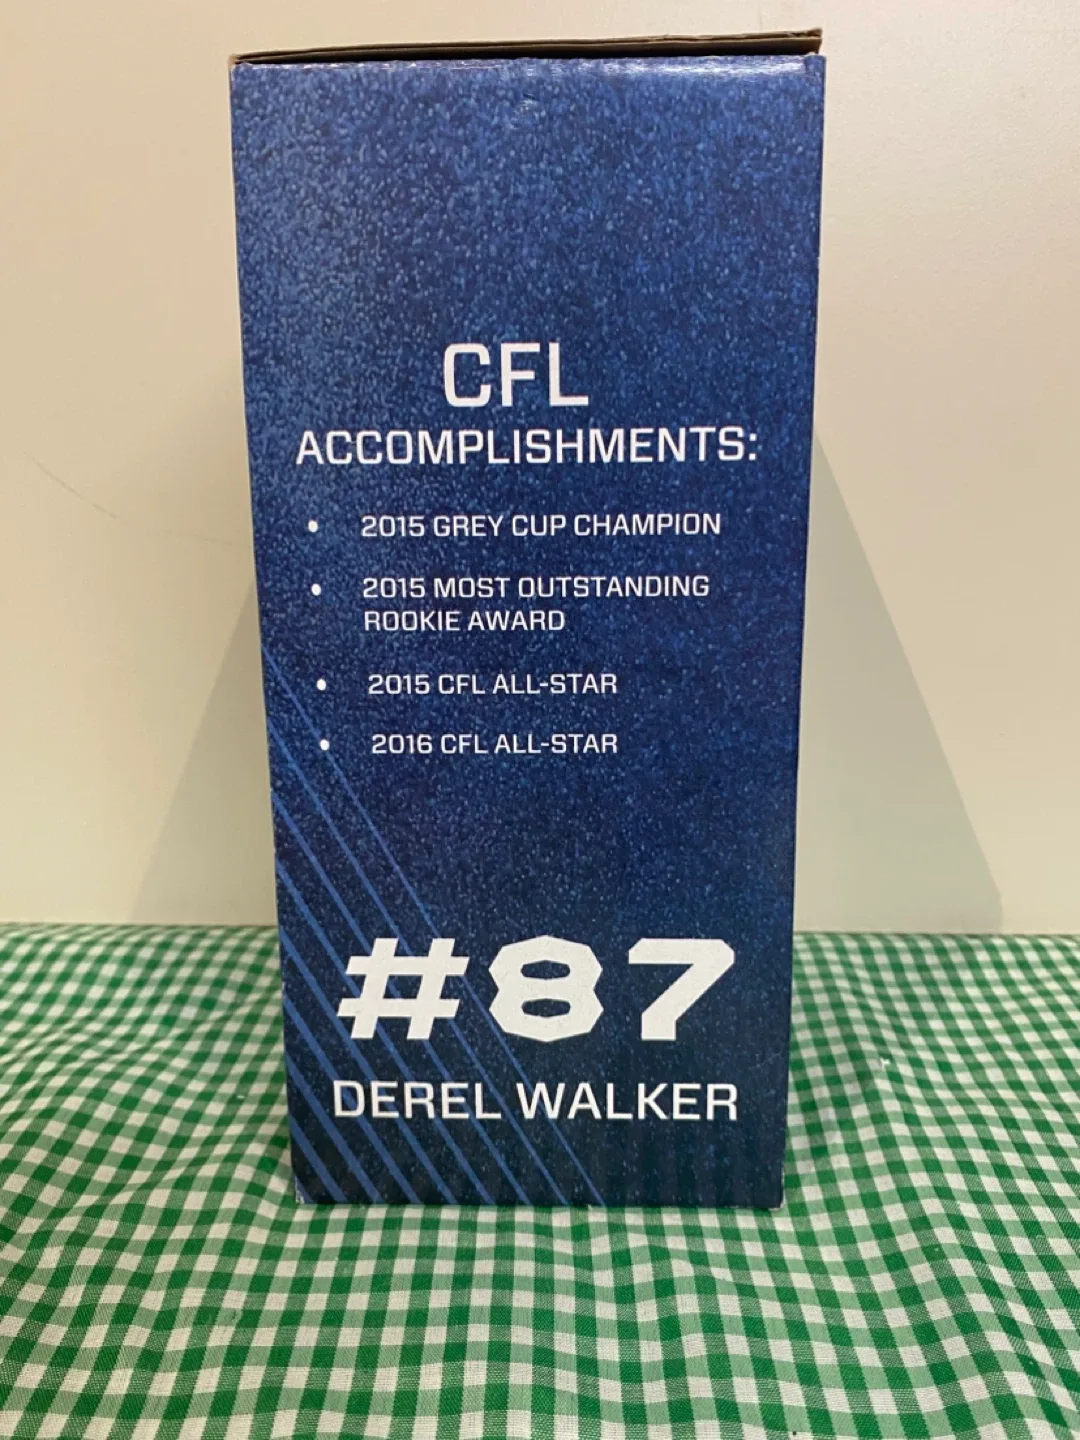 CFL
ACCOMPLISHMENTS:
• 2015 GREY CUP CHAMPION
• 2015 MOST OUTSTANDING
ROOKIE AWARD
• 2015 CFL ALL-STAR
• 2016 CFL ALL-STAR
#87
DEREL WALKER